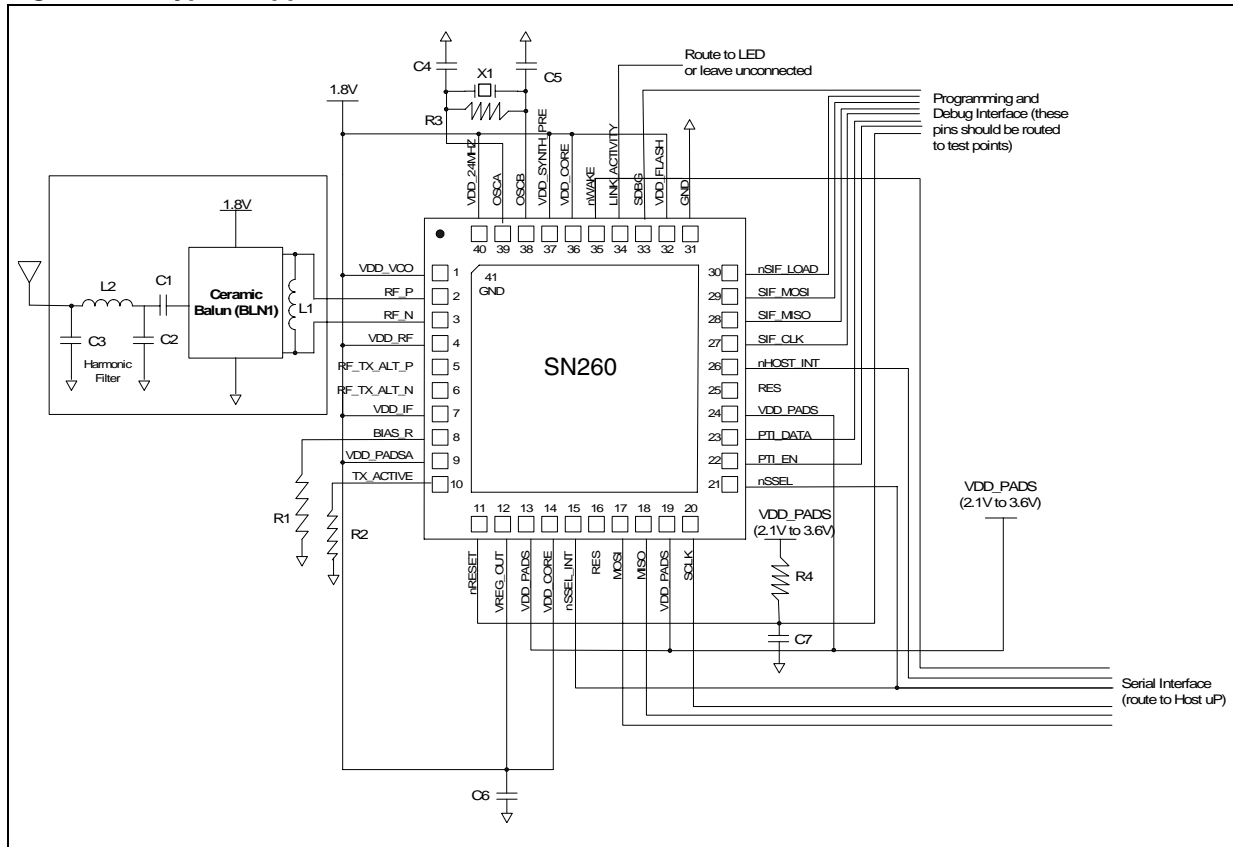 C4
C5
X1
R3
Route to LED
or leave unconnected
1.8V
Programming and
Debug Interface (these
pins should be routed
to test points)
VDD_24MHZ
OSCA
OSCB
VDD_SYNTH_PRE
VDD_CORE
nWAKE
LINK_ACTIVITY
SDBG
VDD_FLASH
GND
40
39
38
37
36
35
34
33
32
31
1.8V
Ceramic
Balun (BLN1)
L1
L2
C1
C3
C2
Harmonic
Filter
VDD_VCO
1
RF_P
2
RF_N
3
VDD_RF
4
RF_TX_ALT_P
5
RF_TX_ALT_N
6
VDD_IF
7
BIAS_R
8
VDD_PADSA
9
TX_ACTIVE
10
41
GND
SN260
30
nSIF_LOAD
29
SIF_MOSI
28
SIF_MISO
27
SIF_CLK
26
nHOST_INT
25
RES
24
VDD_PADS
23
PTI_DATA
22
PTI_EN
21
nSSEL
R1
R2
11
12
13
14
15
16
17
18
19
20
nRESET
VREG_OUT
VDD_PADS
VDD_CORE
nSSEL_INT
RES
MOSI
MISO
VDD_PADS
SCLK
VDD_PADS
(2.1V to 3.6V)
R4
C7
VDD_PADS
(2.1V to 3.6V)
Serial Interface
(route to Host uP)
C6